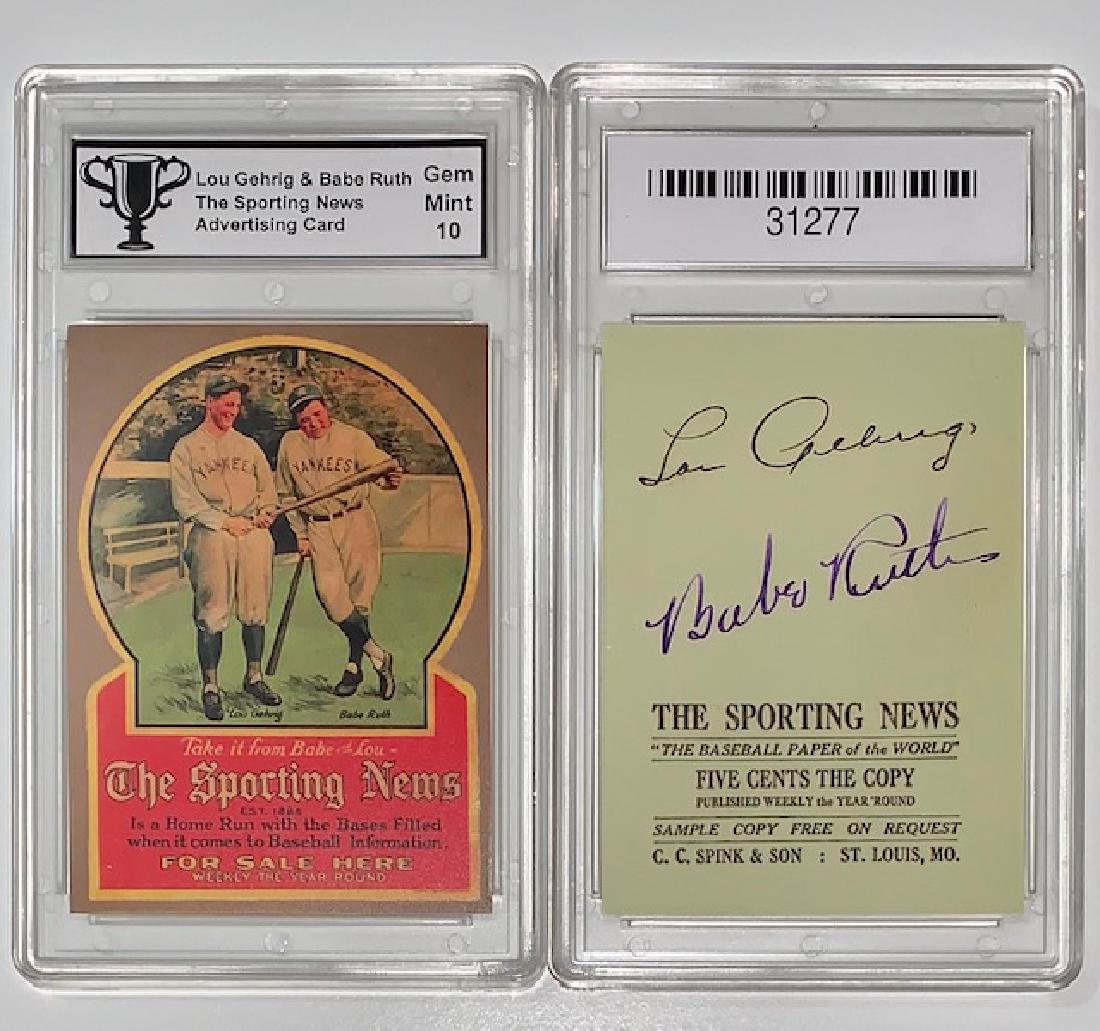 Lou Gehrig & Babe Ruth
The Sporting News
Advertising Card
Gem
Mint
10
YANKEES
YANKEES
Lou Gehrig
Babe Ruth
Take it from Babe and Lou -
The Sporting News
EST. 1886
Is a Home Run with the Bases Filled
when it comes to Baseball Information.
FOR SALE HERE
WEEKLY THE YEAR ROUND
31277
Lou Gehrig
Babe Ruth
THE SPORTING NEWS
"THE BASEBALL PAPER of the WORLD"
FIVE CENTS THE COPY
PUBLISHED WEEKLY the YEAR 'ROUND
SAMPLE COPY FREE ON REQUEST
C. C. SPINK & SON : ST. LOUIS, MO.